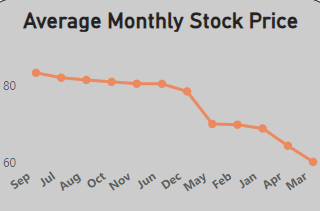 Average Monthly Stock Price
80
60
Sep Jul Aug Oct Nov Jun Dec May Feb Jan Apr Mar